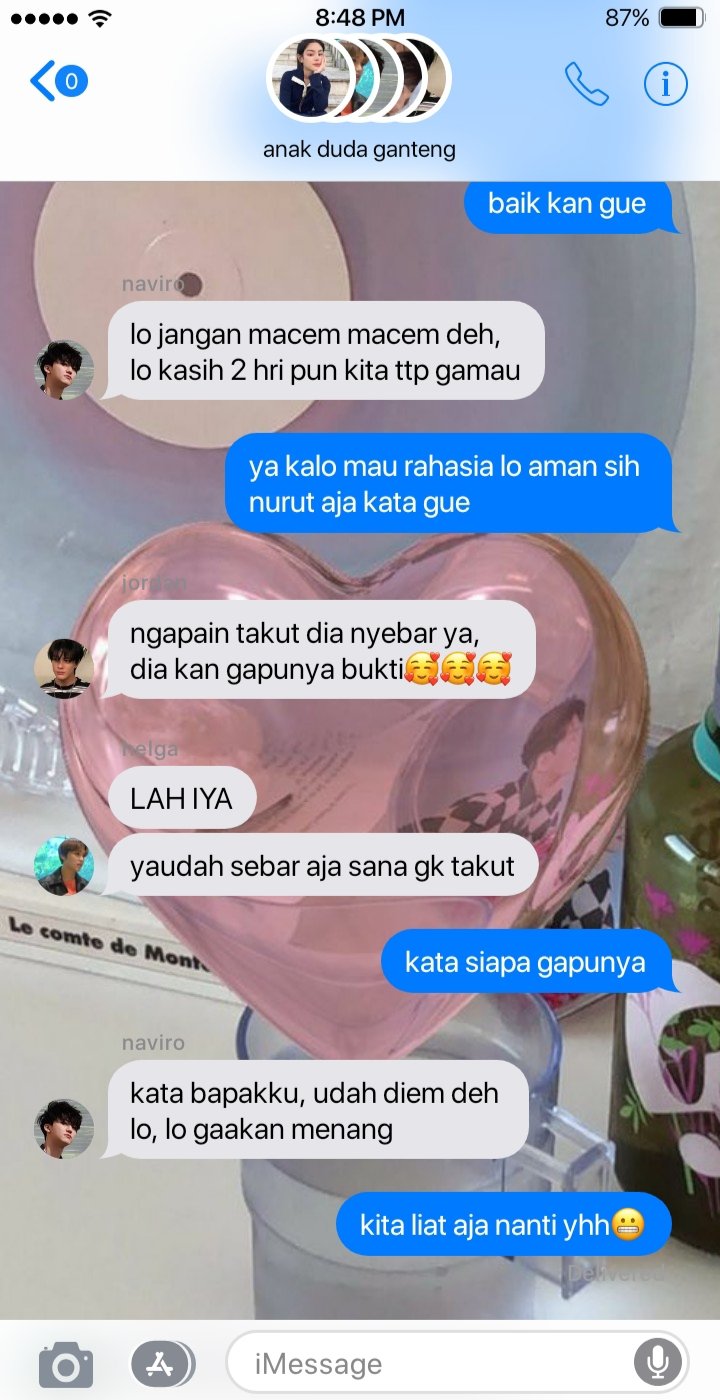 8:48 PM
87%
0
anak duda ganteng
baik kan gue
naviro
lo jangan macem macem deh,
lo kasih 2 hri pun kita ttp gamau
ya kalo mau rahasia lo aman sih
nurut aja kata gue
jordan
ngapain takut dia nyebar ya,
dia kan gapunya bukti🥰🥰🥰
helga
LAH IYA
yaudah sebar aja sana gk takut
Le comte de Monte
kata siapa gapunya
naviro
kata bapakku, udah diem deh
lo, lo gaakan menang
kita liat aja nanti yhh😬
Delivered
iMessage